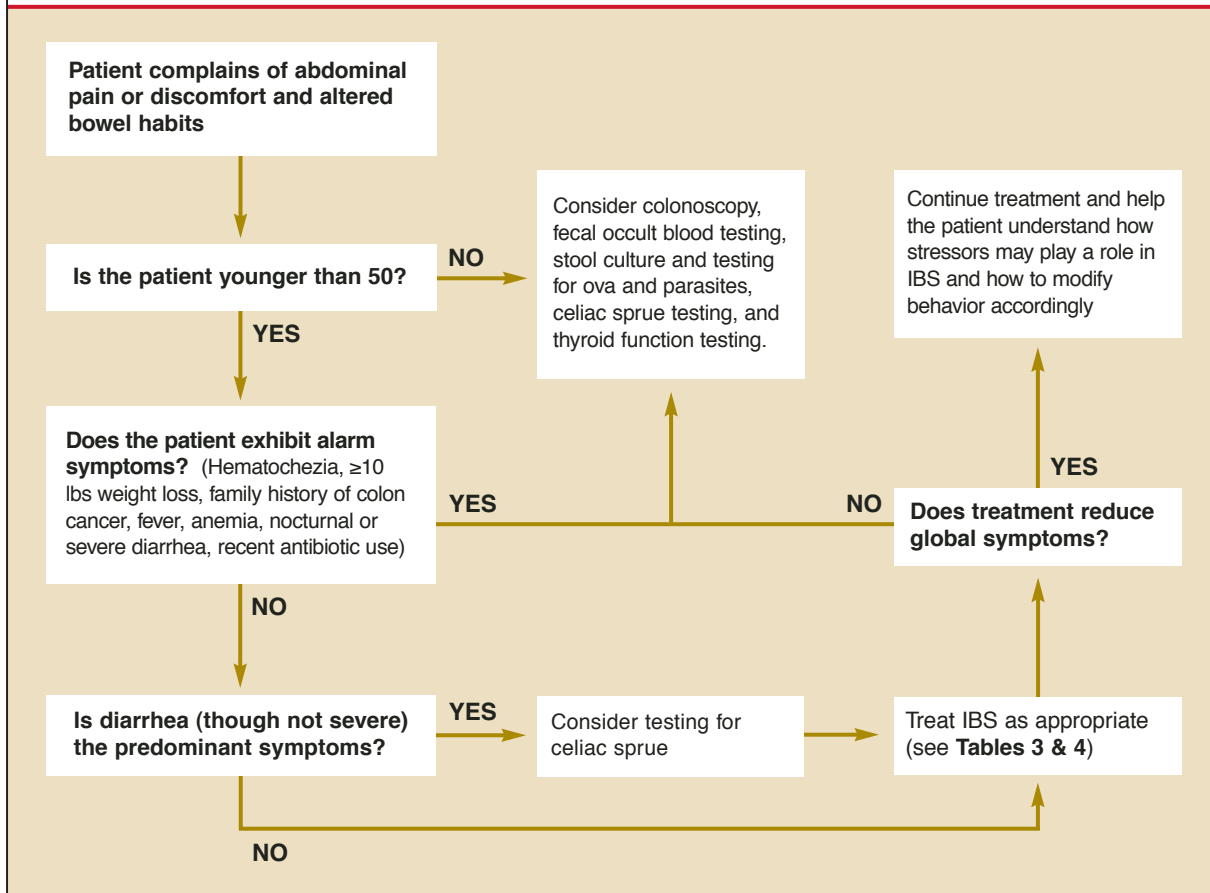 Patient complains of abdominal
pain or discomfort and altered
bowel habits
Is the patient younger than 50?
NO
Consider colonoscopy,
fecal occult blood testing,
stool culture and testing
for ova and parasites,
celiac sprue testing, and
thyroid function testing.
Continue treatment and help
the patient understand how
stressors may play a role in
IBS and how to modify
behavior accordingly
YES
Does the patient exhibit alarm
symptoms? (Hematochezia, ≥10
lbs weight loss, family history of colon
cancer, fever, anemia, nocturnal or
severe diarrhea, recent antibiotic use)
YES
NO
YES
Does treatment reduce
global symptoms?
NO
Is diarrhea (though not severe)
the predominant symptoms?
YES
Consider testing for
celiac sprue
Treat IBS as appropriate
(see Tables 3 & 4)
NO